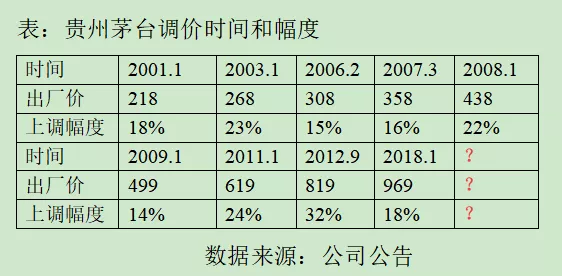 表：贵州茅台调价时间和幅度
时间 2001.1 2003.1 2006.2 2007.3 2008.1
出厂价 218 268 308 358 438
上调幅度 18% 23% 15% 16% 22%
时间 2009.1 2011.1 2012.9 2018.1 ？
出厂价 499 619 819 969 ？
上调幅度 14% 24% 32% 18% ？
数据来源：公司公告